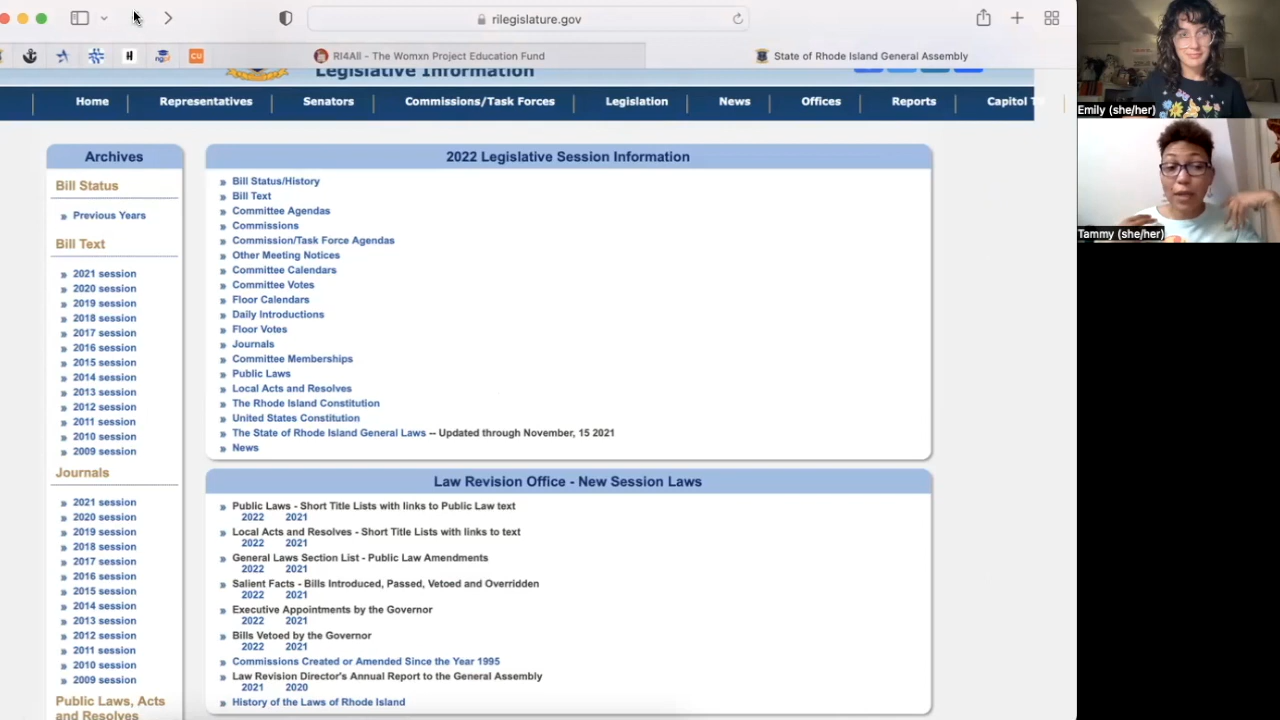 rilegislature.gov
H
CU
RI4All - The Womxn Project Education Fund
State of Rhode Island General Assembly
Legislative Information
Home
Representatives
Senators
Commissions/Task Forces
Legislation
News
Offices
Reports
Capitol
Emily (she/her)
Tammy (she/her)
Archives
Bill Status
Previous Years
Bill Text
2021 session
2020 session
2019 session
2018 session
2017 session
2016 session
2015 session
2014 session
2013 session
2012 session
2011 session
2010 session
2009 session
Journals
2021 session
2020 session
2019 session
2018 session
2017 session
2016 session
2015 session
2014 session
2013 session
2012 session
2011 session
2010 session
2009 session
Public Laws, Acts
and Resolves
2022 Legislative Session Information
Bill Status/History
Bill Text
Committee Agendas
Commissions
Commission/Task Force Agendas
Other Meeting Notices
Committee Calendars
Committee Votes
Floor Calendars
Daily Introductions
Floor Votes
Journals
Committee Memberships
Public Laws
Local Acts and Resolves
The Rhode Island Constitution
United States Constitution
The State of Rhode Island General Laws -- Updated through November, 15 2021
News
Law Revision Office - New Session Laws
Public Laws - Short Title Lists with links to Public Law text
2022 2021
Local Acts and Resolves - Short Title Lists with links to text
2022 2021
General Laws Section List - Public Law Amendments
2022 2021
Salient Facts - Bills Introduced, Passed, Vetoed and Overridden
2022 2021
Executive Appointments by the Governor
2022 2021
Bills Vetoed by the Governor
2022 2021
Commissions Created or Amended Since the Year 1995
Law Revision Director's Annual Report to the General Assembly
2021 2020
History of the Laws of Rhode Island